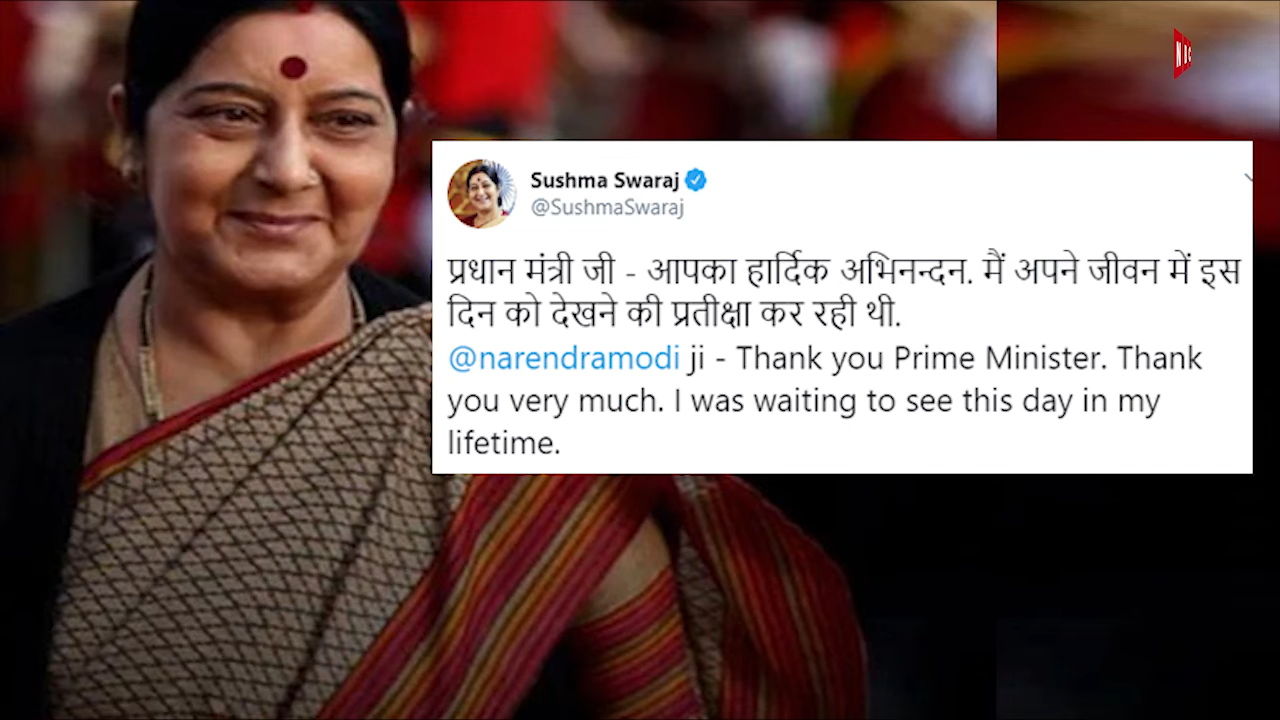 NBC
Sushma Swaraj
@SushmaSwaraj
प्रधान मंत्री जी - आपका हार्दिक अभिनन्दन. मैं अपने जीवन में इस
दिन को देखने की प्रतीक्षा कर रही थी.
@narendramodi ji - Thank you Prime Minister. Thank
you very much. I was waiting to see this day in my
lifetime.